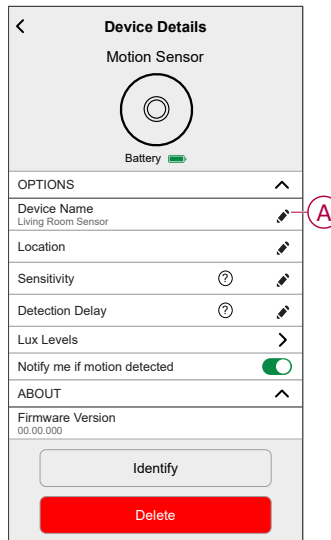 Device Details
Motion Sensor
Battery
OPTIONS
Device Name
Living Room Sensor
A
Location
Sensitivity ?
Detection Delay ?
Lux Levels
Notify me if motion detected
ABOUT
Firmware Version
00.00.000
Identify
Delete